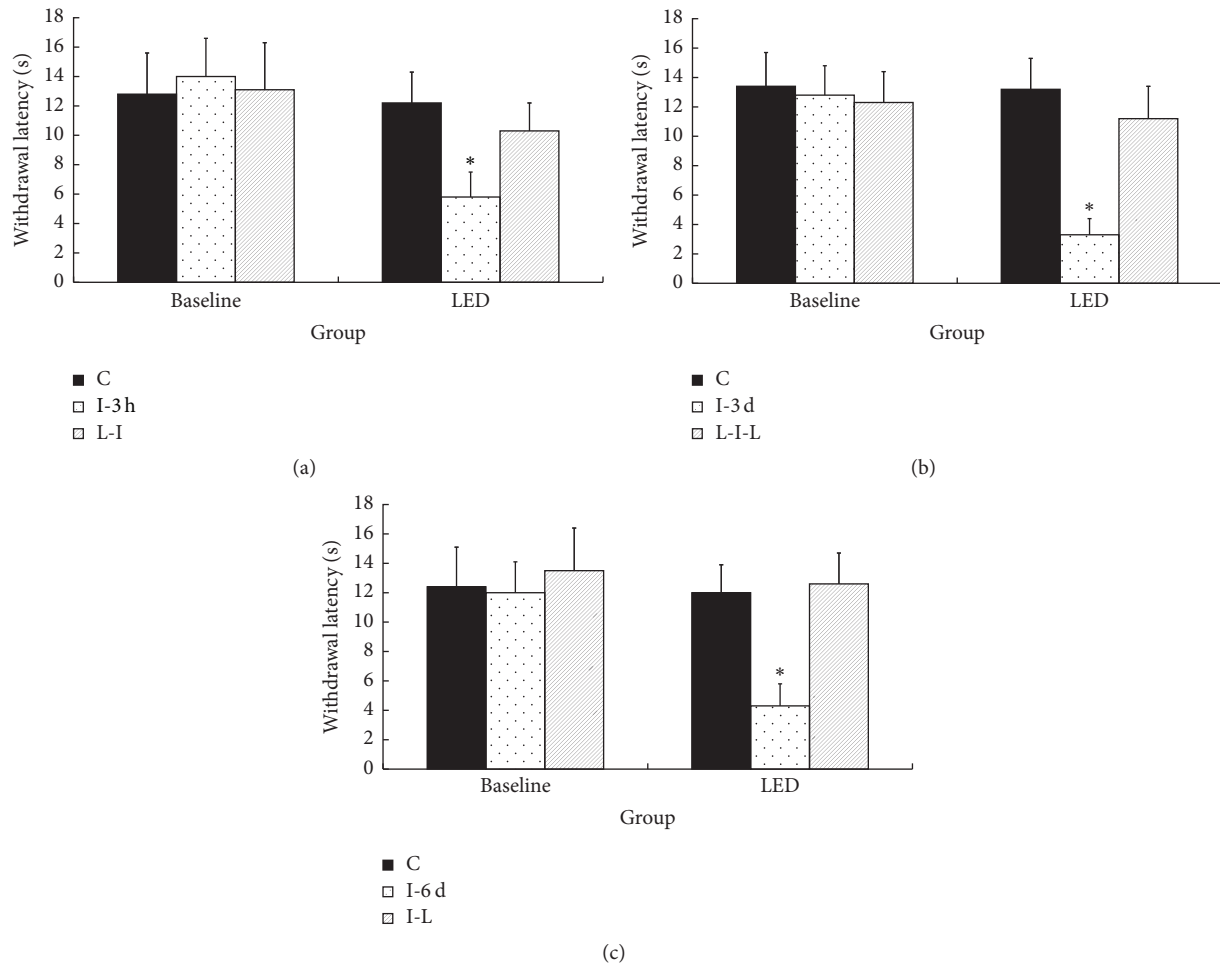 18
16
14
12
10
8
6
4
2
0
Withdrawal latency (s)
*
Baseline
LED
Group
C
I-3 h
L-I
(a)
18
16
14
12
10
8
6
4
2
0
Withdrawal latency (s)
*
Baseline
LED
Group
C
I-3 d
L-I-L
(b)
18
16
14
12
10
8
6
4
2
0
Withdrawal latency (s)
*
Baseline
LED
Group
C
I-6 d
I-L
(c)